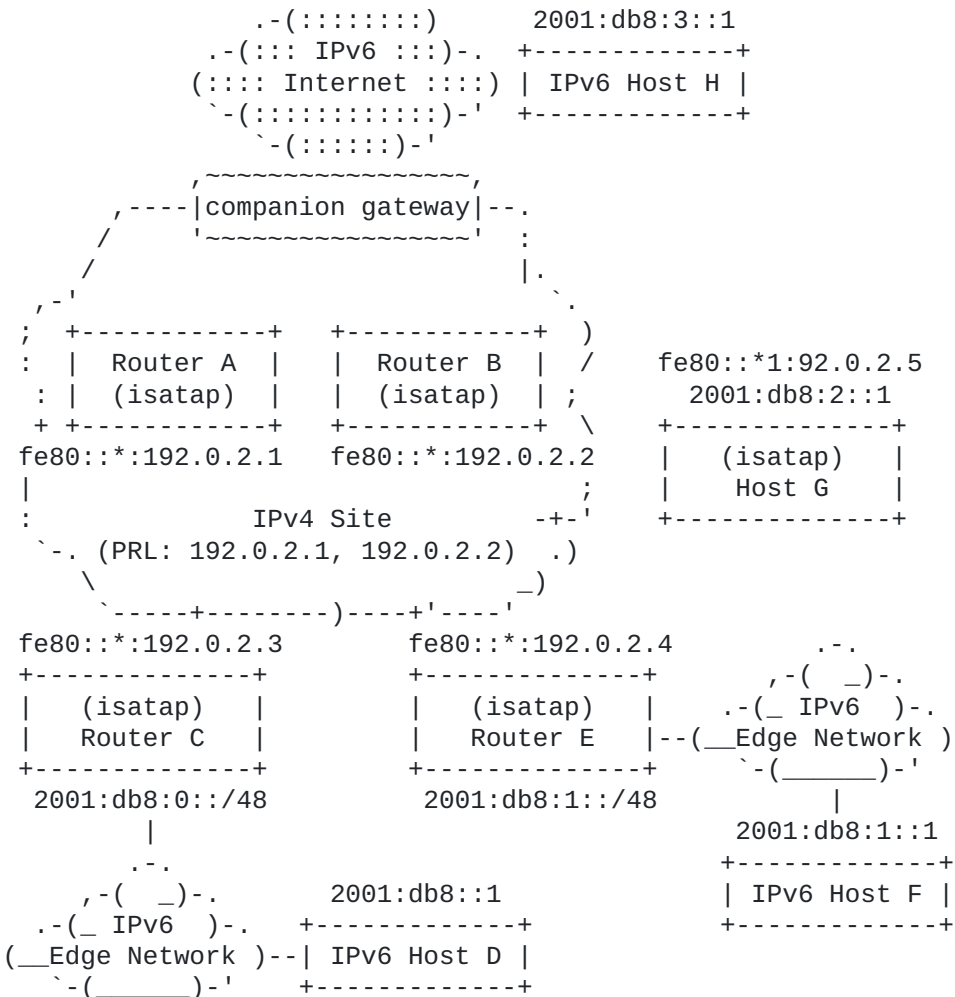 2001:db8:3::1
IPv6
Internet
IPv6 Host H
companion gateway
Router A
(isatap)
Router B
(isatap)
fe80::*1:92.0.2.5
2001:db8:2::1
fe80::*:192.0.2.1
fe80::*:192.0.2.2
(isatap)
Host G
IPv4 Site
(PRL: 192.0.2.1, 192.0.2.2)
fe80::*:192.0.2.3
fe80::*:192.0.2.4
(isatap)
Router C
(isatap)
Router E
IPv6
Edge Network
2001:db8:0::/48
2001:db8:1::/48
2001:db8:1::1
IPv6 Host F
2001:db8::1
IPv6
Edge Network
IPv6 Host D